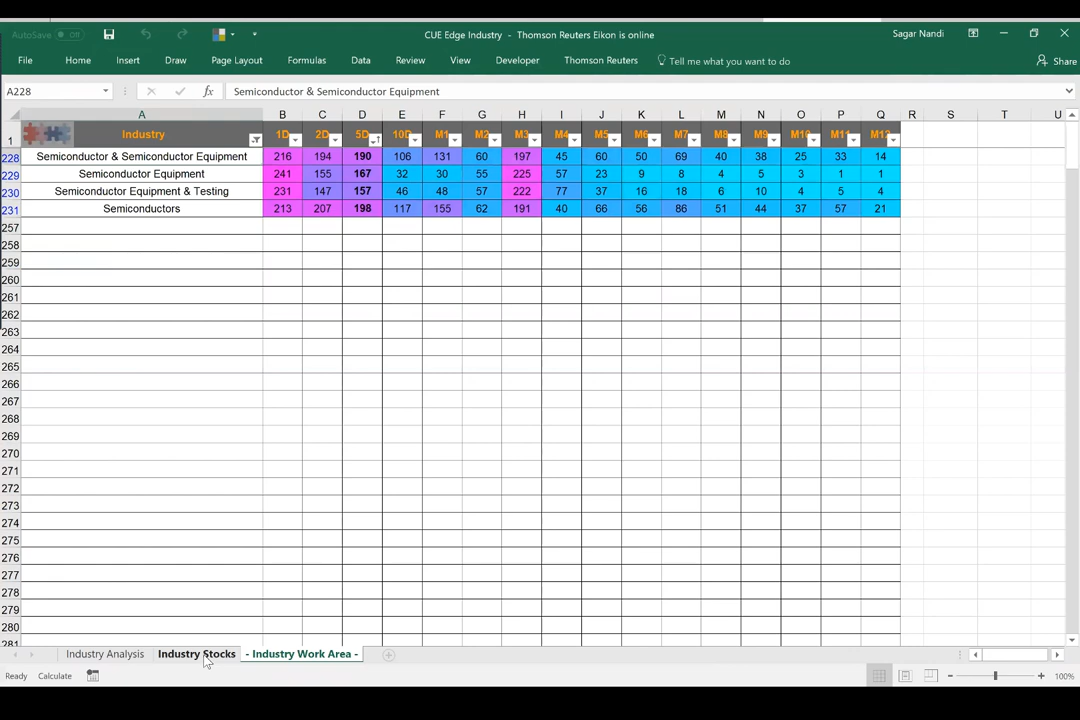 AutoSave Off CUE Edge Industry - Thomson Reuters Eikon is online Sagar Nandi
File Home Insert Draw Page Layout Formulas Data Review View Developer Thomson Reuters Tell me what you want to do Share
A228 fx Semiconductor & Semiconductor Equipment
A B C D E F G H I J K L M N O P Q R S T U
1 Industry 1D 2D 5D 10D M1 M2 M3 M4 M5 M6 M7 M8 M9 M10 M11 M12
228 Semiconductor & Semiconductor Equipment 216 194 190 106 131 60 197 45 60 50 69 40 38 25 33 14
229 Semiconductor Equipment 241 155 167 32 30 55 225 57 23 9 8 4 5 3 1 1
230 Semiconductor Equipment & Testing 231 147 157 46 48 57 222 77 37 16 18 6 10 4 5 4
231 Semiconductors 213 207 198 117 155 62 191 40 66 56 86 51 44 37 57 21
257
258
259
260
261
262
263
264
265
266
267
268
269
270
271
272
273
274
275
276
277
278
279
280
281
Industry Analysis Industry Stocks - Industry Work Area -
Ready Calculate 100%